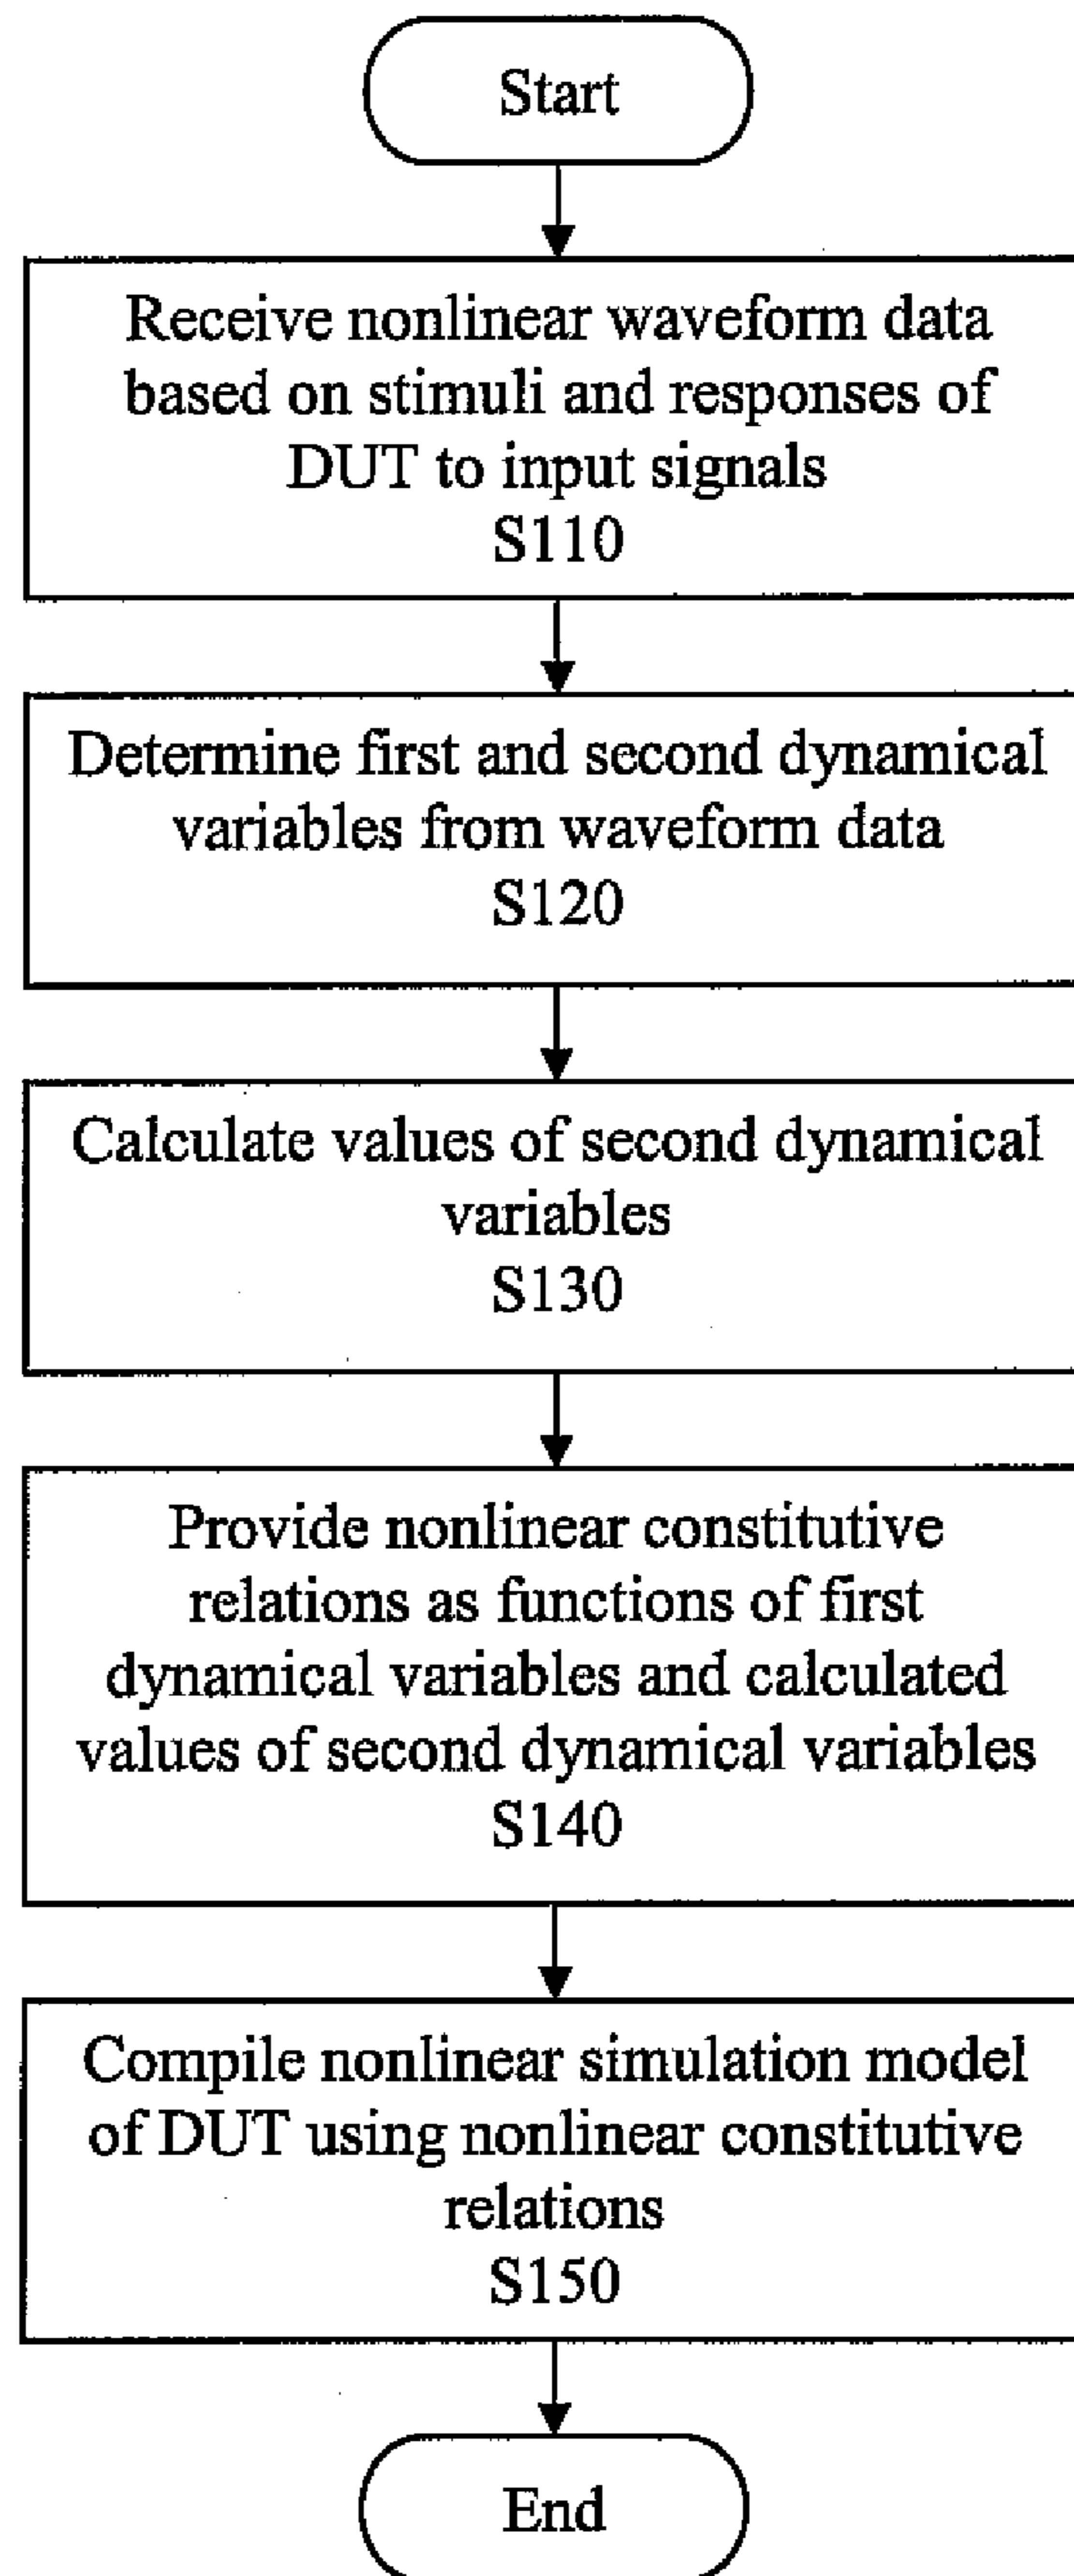 Start
Receive nonlinear waveform data
based on stimuli and responses of
DUT to input signals
S110
Determine first and second dynamical
variables from waveform data
S120
Calculate values of second dynamical
variables
S130
Provide nonlinear constitutive
relations as functions of first
dynamical variables and calculated
values of second dynamical variables
S140
Compile nonlinear simulation model
of DUT using nonlinear constitutive
relations
S150
End